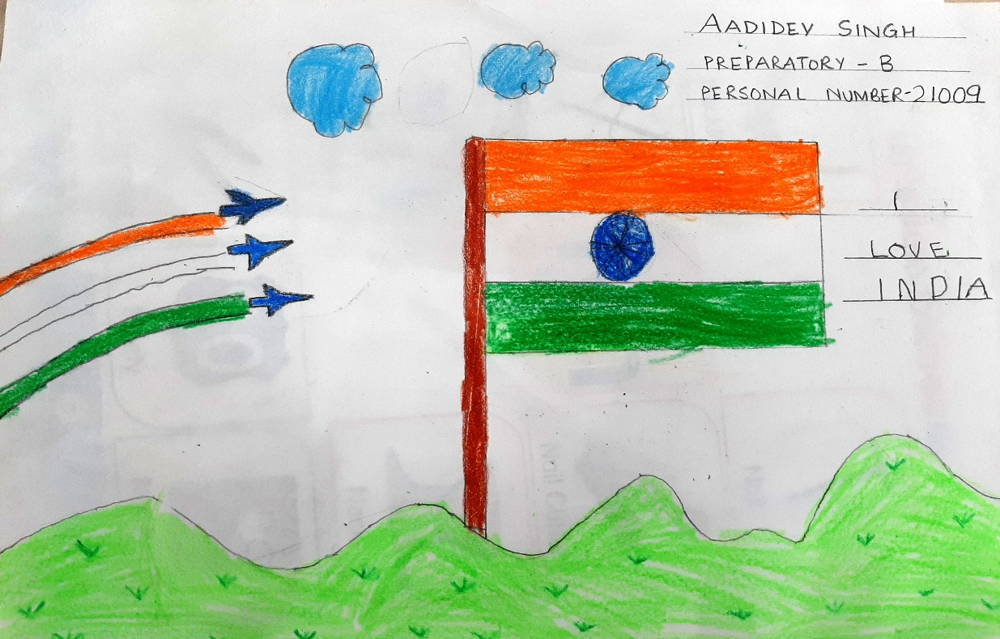 AADIDEV SINGH
PREPARATORY - B
PERSONAL NUMBER-21009
I
LOVE
INDIA